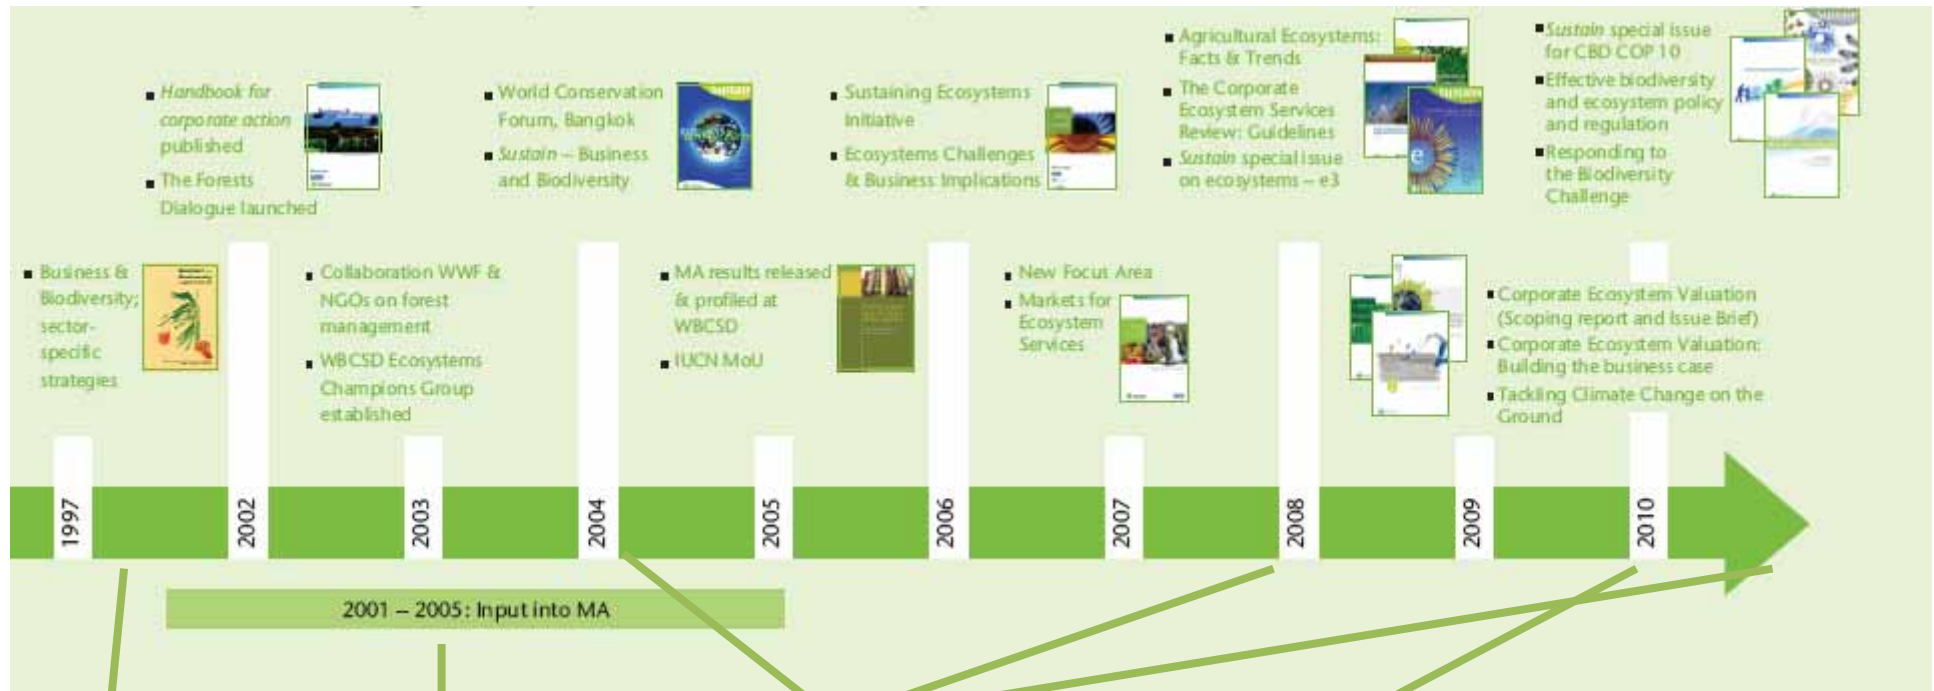 Handbook for
corporate action
published
The Forests
Dialogue launched
World Conservation
Forum, Bangkok
Sustain – Business
and Biodiversity
Sustaining Ecosystems
Initiative
Ecosystems Challenges
& Business Implications
Agricultural Ecosystems:
Facts & Trends
The Corporate
Ecosystem Services
Review: Guidelines
Sustain special issue
on ecosystems – e3
Sustain special issue
for CBD COP 10
Effective biodiversity
and ecosystem policy
and regulation
Responding to
the Biodiversity
Challenge
Business &
Biodiversity;
sector-
specific
strategies
Collaboration WWF &
NGOs on forest
management
WBCSD Ecosystems
Champions Group
established
MA results released
& profiled at
WBCSD
IUCN MoU
New Focus Area
Markets for
Ecosystem
Services
Corporate Ecosystem Valuation
(Scoping report and Issue Brief)
Corporate Ecosystem Valuation:
Building the business case
Tackling Climate Change on the
Ground
1997
2002
2003
2004
2005
2006
2007
2008
2009
2010
2001 – 2005: Input into MA